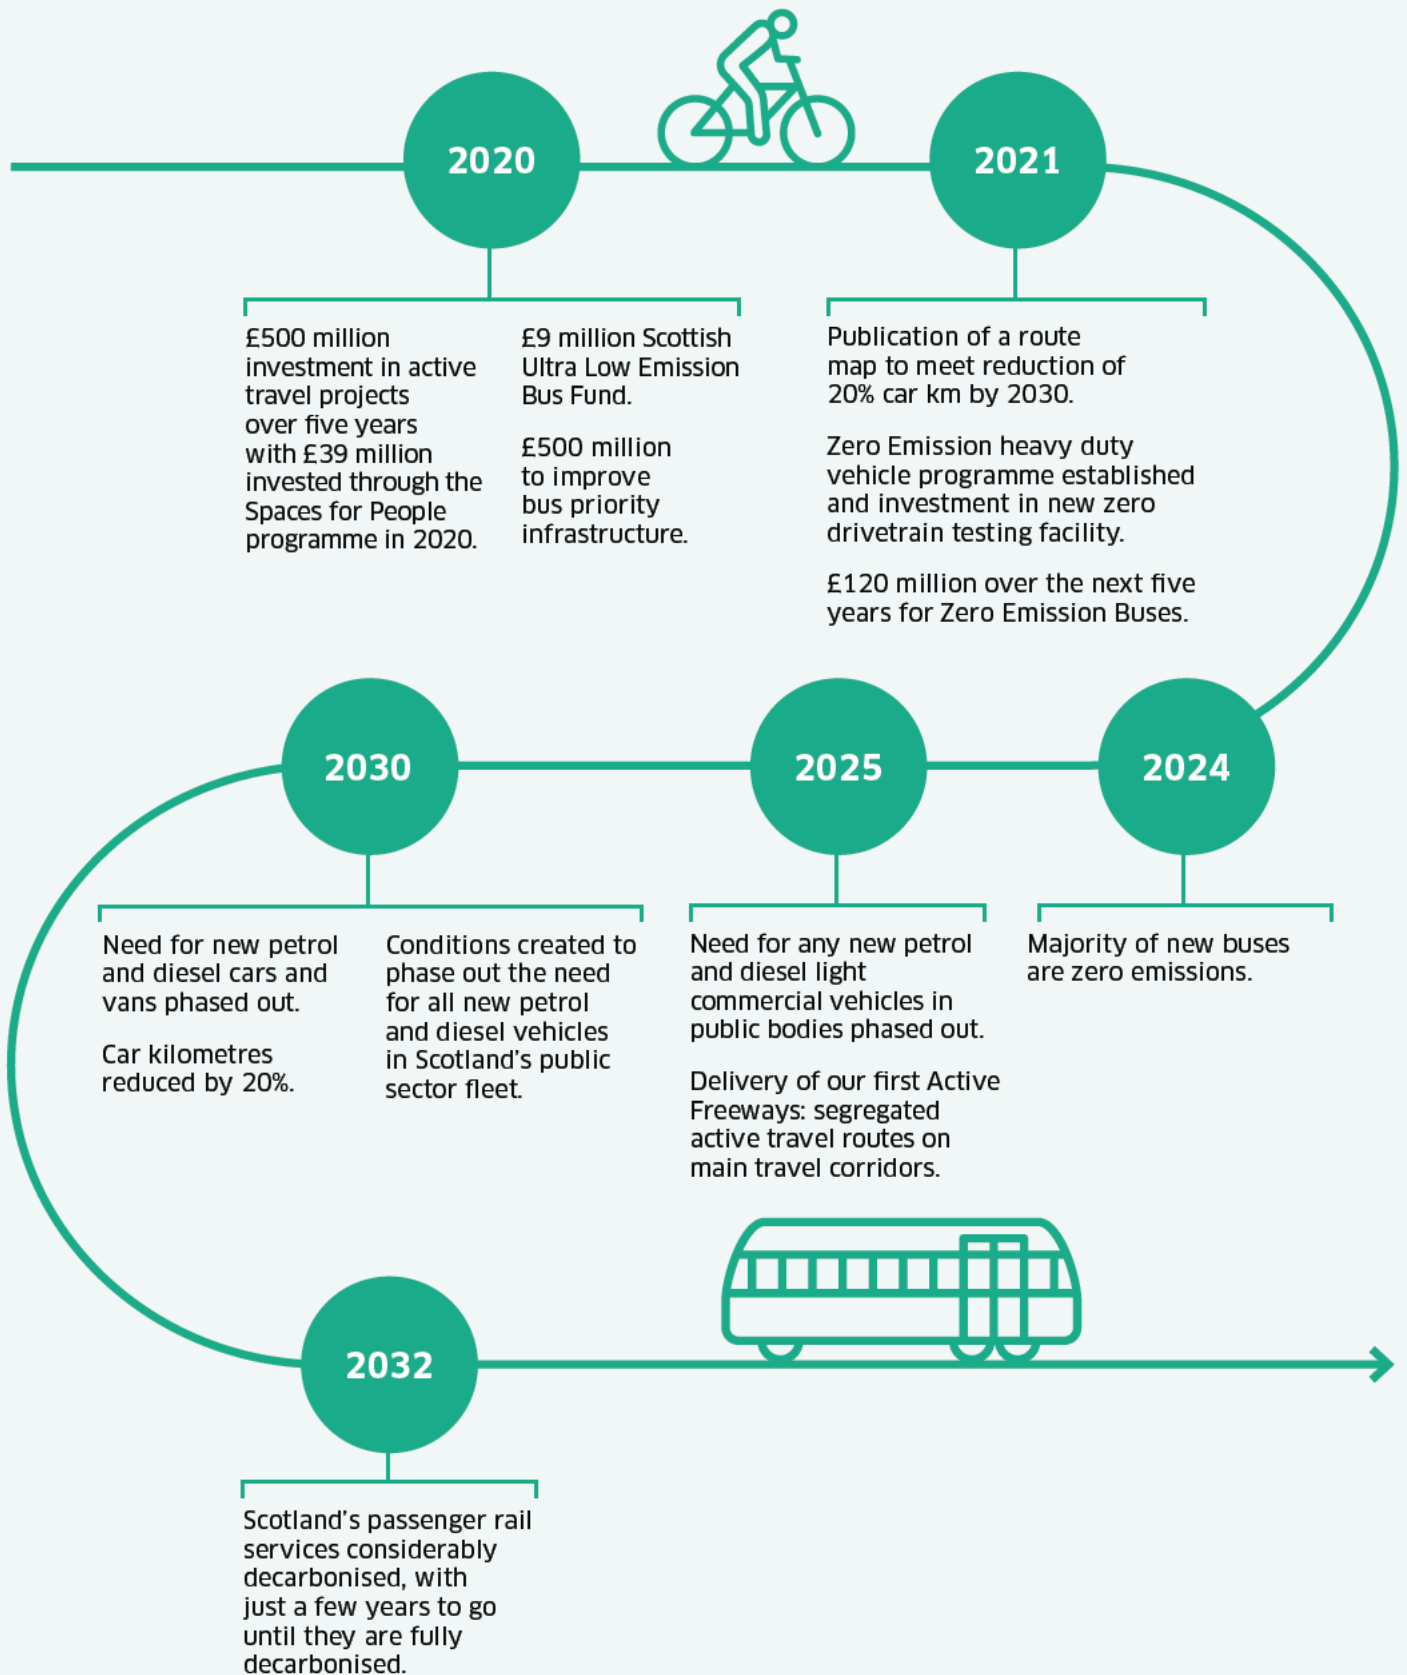 2020
2021
£500 million
investment in active
travel projects
over five years
with £39 million
invested through the
Spaces for People
programme in 2020.
£9 million Scottish
Ultra Low Emission
Bus Fund.
£500 million
to improve
bus priority
infrastructure.
Publication of a route
map to meet reduction of
20% car km by 2030.
Zero Emission heavy duty
vehicle programme established
and investment in new zero
drivetrain testing facility.
£120 million over the next five
years for Zero Emission Buses.
2030
2025
2024
Need for new petrol
and diesel cars and
vans phased out.
Car kilometres
reduced by 20%.
Conditions created to
phase out the need
for all new petrol
and diesel vehicles
in Scotland's public
sector fleet.
Need for any new petrol
and diesel light
commercial vehicles in
public bodies phased out.
Delivery of our first Active
Freeways: segregated
active travel routes on
main travel corridors.
Majority of new buses
are zero emissions.
2032
Scotland's passenger rail
services considerably
decarbonised, with
just a few years to go
until they are fully
decarbonised.